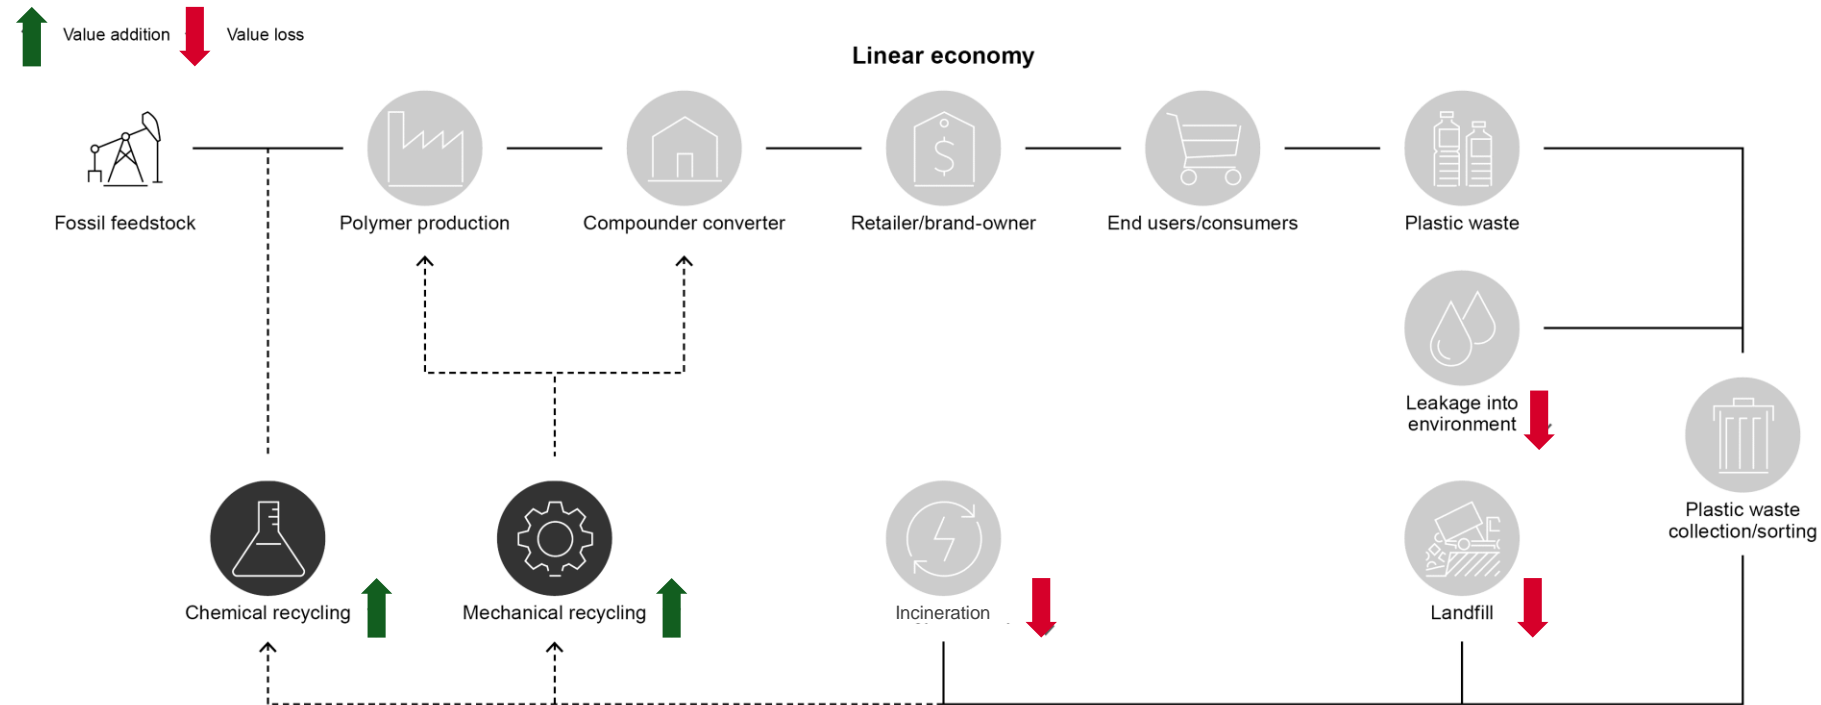 Value addition
Value loss
Linear economy
Fossil feedstock
Polymer production
Compounder converter
Retailer/brand-owner
End users/consumers
Plastic waste
Leakage into
environment
Plastic waste
collection/sorting
Chemical recycling
Mechanical recycling
Incineration
Landfill